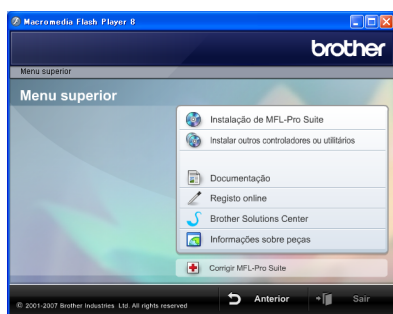 Macromedia Flash Player 8
brother
Menu superior
Menu superior
Instalação de MFL-Pro Suite
Instalar outros controladores ou utilitários
Documentação
Registo online
Brother Solutions Center
Informações sobre peças
Corrigir MFL-Pro Suite
© 2001-2007 Brother Industries Ltd. All rights reserved
Anterior
Sair